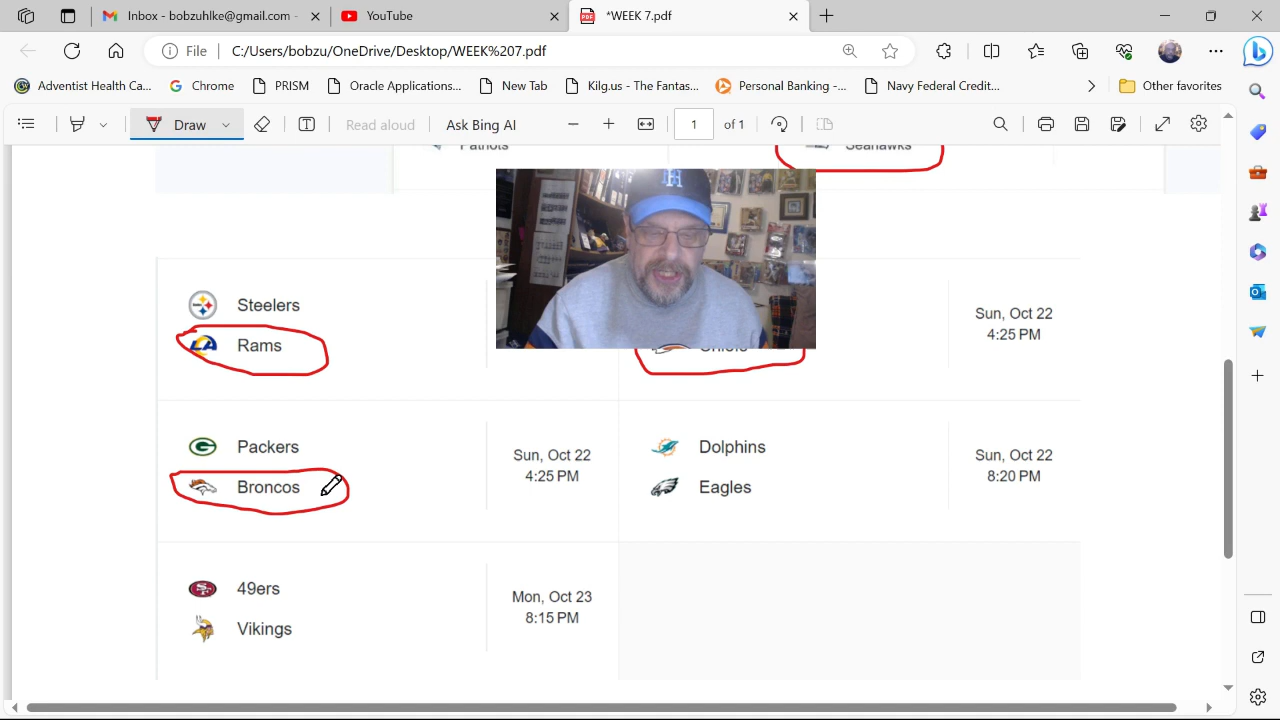 Inbox - bobzuhlke@gmail.com -
YouTube
*WEEK 7.pdf
File
C:/Users/bobzu/OneDrive/Desktop/WEEK%207.pdf
Adventist Health Ca...
Chrome
PRISM
Oracle Applications...
New Tab
Kilg.us - The Fantas...
Personal Banking -...
Navy Federal Credit...
Other favorites
Draw
Read aloud
Ask Bing AI
1
of 1
Patriots
Seahawks
Steelers
Rams
Chiefs
Sun, Oct 22
4:25 PM
Packers
Broncos
Sun, Oct 22
4:25 PM
Dolphins
Eagles
Sun, Oct 22
8:20 PM
49ers
Vikings
Mon, Oct 23
8:15 PM